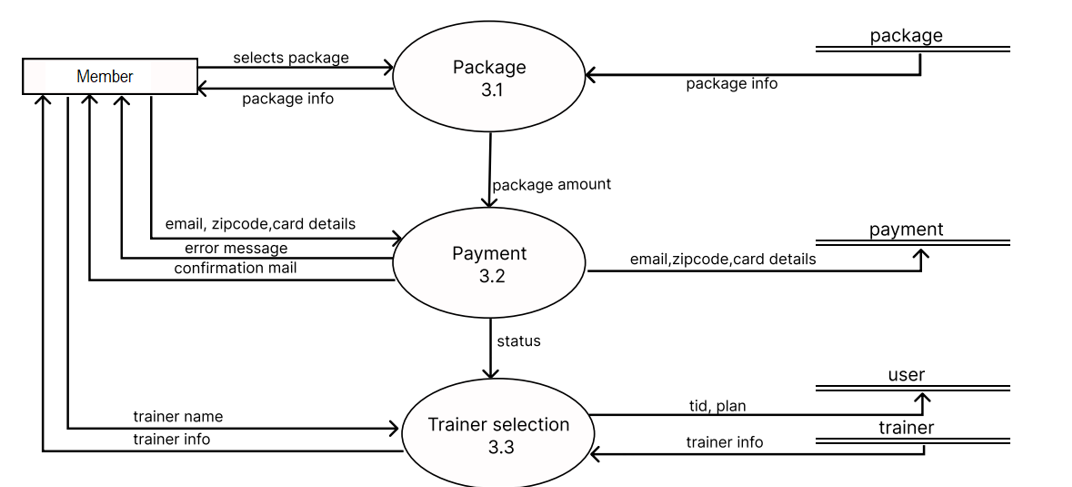 package
selects package
Member
Package
3.1
package info
package info
package amount
email, zipcode,card details
payment
error message
Payment
3.2
email,zipcode,card details
confirmation mail
status
user
tid, plan
trainer name
Trainer selection
3.3
trainer
trainer info
trainer info